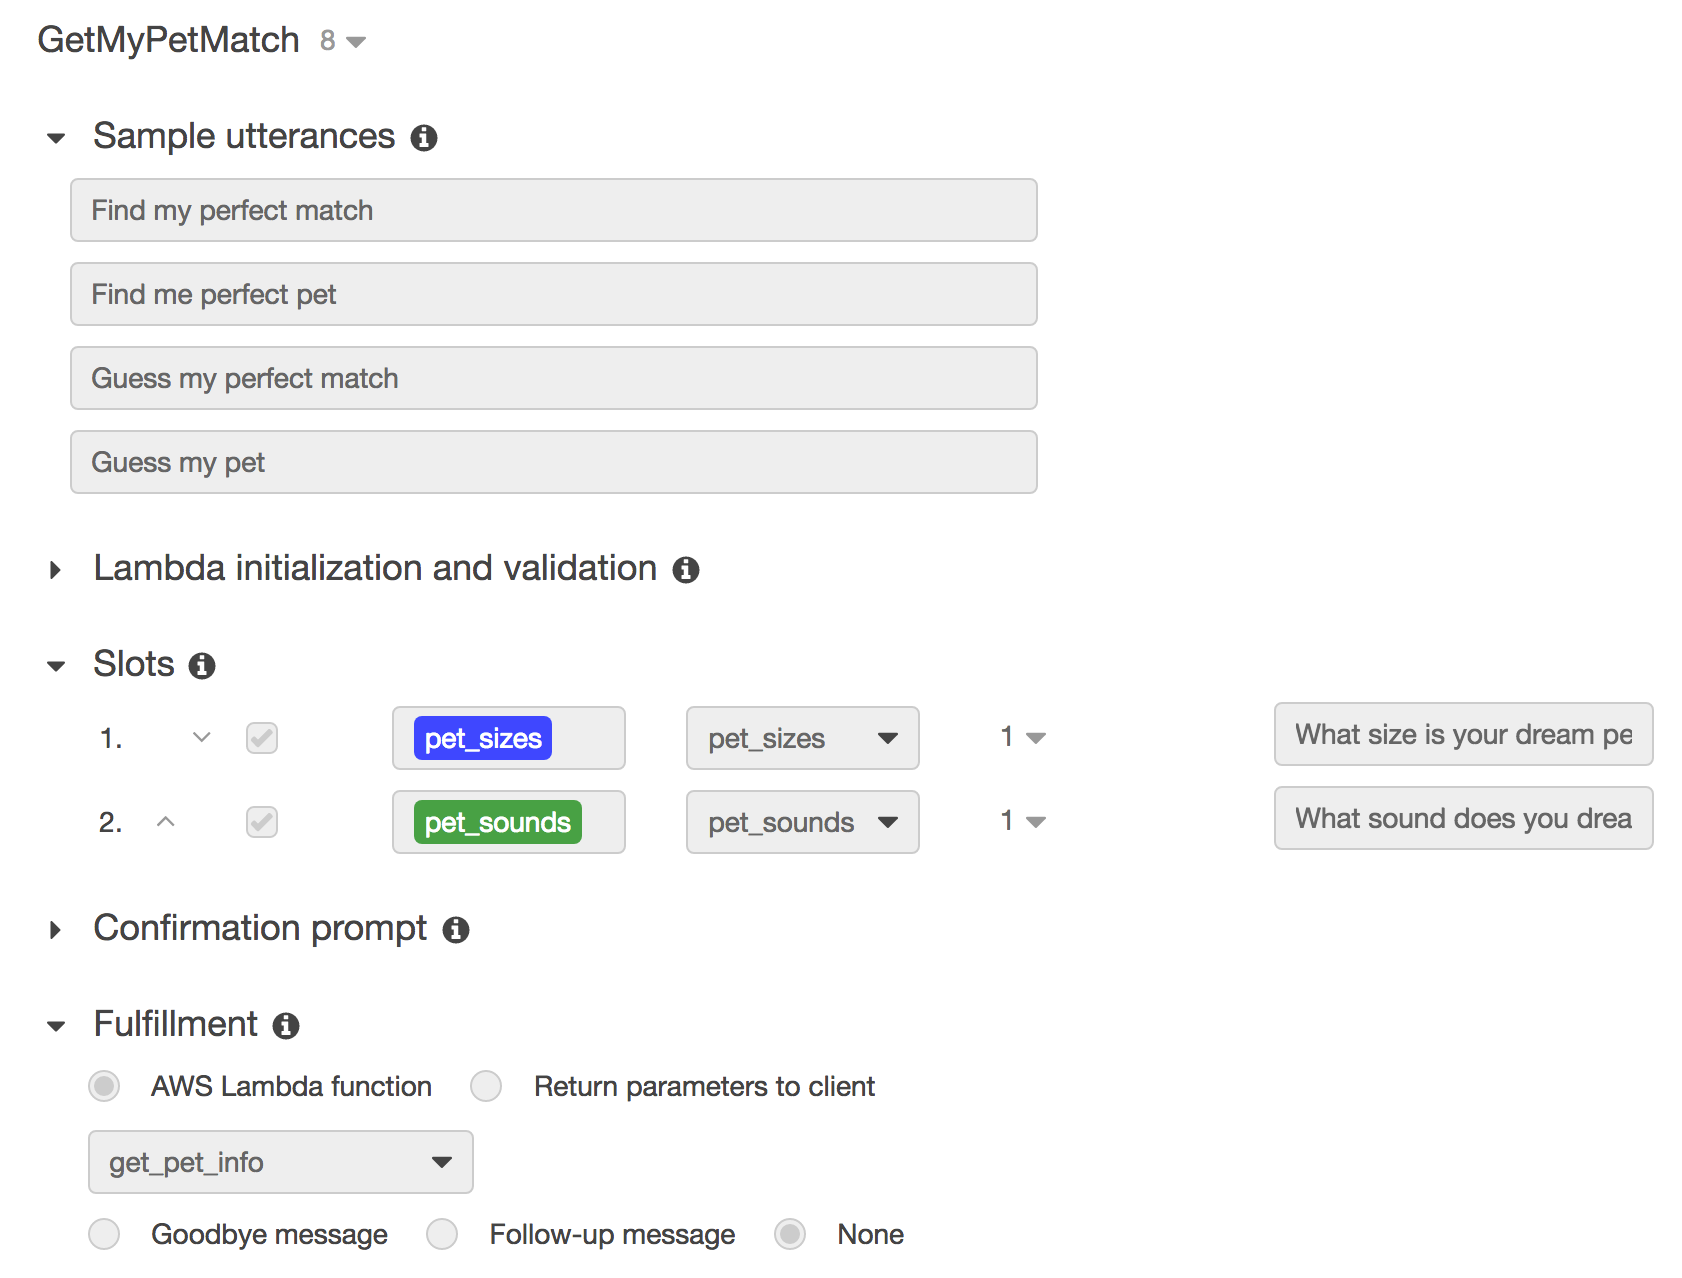 GetMyPetMatch 8
Sample utterances
Find my perfect match
Find me perfect pet
Guess my perfect match
Guess my pet
Lambda initialization and validation
Slots
1. pet_sizes pet_sizes 1 What size is your dream pe
2. pet_sounds pet_sounds 1 What sound does you drea
Confirmation prompt
Fulfillment
AWS Lambda function Return parameters to client
get_pet_info
Goodbye message Follow-up message None